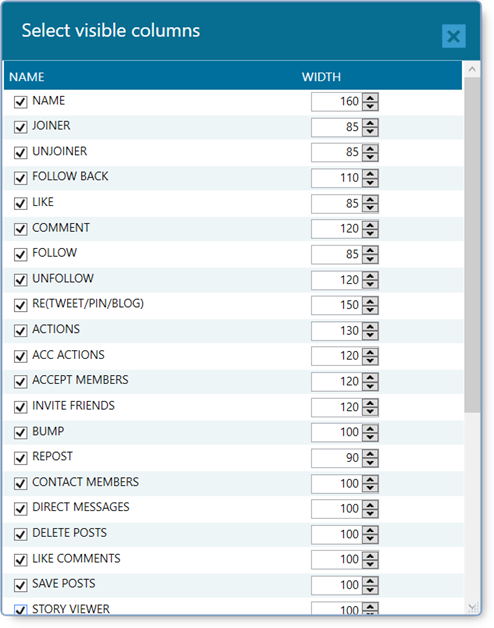 Select visible columns
NAME WIDTH
NAME 160
JOINER 85
UNJOINER 85
FOLLOW BACK 110
LIKE 85
COMMENT 120
FOLLOW 85
UNFOLLOW 120
RE(TWEET/PIN/BLOG) 150
ACTIONS 130
ACC ACTIONS 120
ACCEPT MEMBERS 120
INVITE FRIENDS 120
BUMP 100
REPOST 90
CONTACT MEMBERS 100
DIRECT MESSAGES 100
DELETE POSTS 100
LIKE COMMENTS 100
SAVE POSTS 100
STORY VIEWER 100